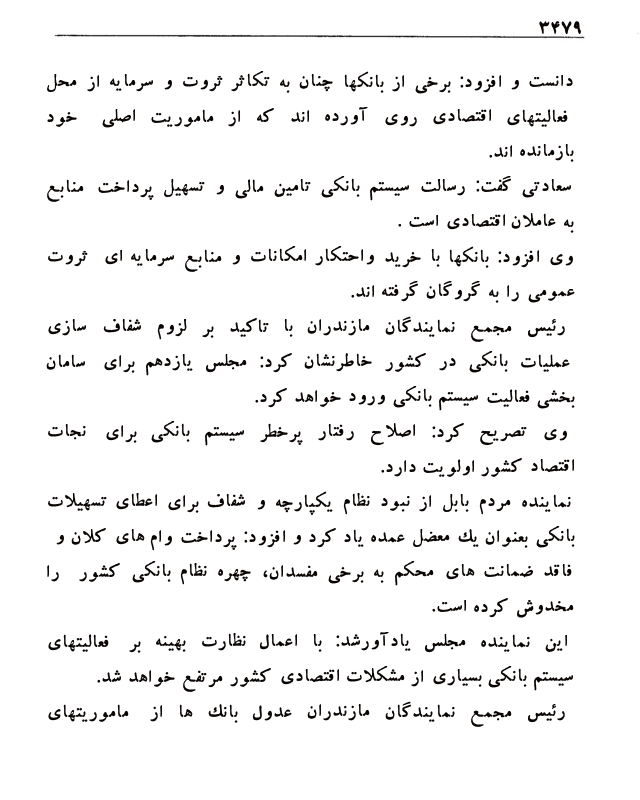 ۳۴۷۹
دانست و افزود: برخی از بانکها چنان به تکاثر ثروت و سرمایه از محل
فعالیتهای اقتصادی روی آورده اند که از ماموریت اصلی خود
بازمانده اند.
سعادتی گفت: رسالت سیستم بانکی تامین مالی و تسهیل پرداخت منابع
به عاملان اقتصادی است .
وی افزود: بانکها با خرید واحتکار امکانات و منابع سرمایه ای ثروت
عمومی را به گروگان گرفته اند.
رئیس مجمع نمایندگان مازندران با تاکید بر لزوم شفاف سازی
عملیات بانکی در کشور خاطرنشان کرد: مجلس یازدهم برای سامان
بخشی فعالیت سیستم بانکی ورود خواهد کرد.
وی تصریح کرد: اصلاح رفتار پرخطر سیستم بانکی برای نجات
اقتصاد کشور اولویت دارد.
نماینده مردم بابل از نبود نظام یکپارچه و شفاف برای اعطای تسهیلات
بانکی بعنوان یك معضل عمده یاد کرد و افزود: پرداخت وام های کلان و
فاقد ضمانت های محکم به برخی مفسدان، چهره نظام بانکی کشور را
مخدوش کرده است.
این نماینده مجلس یادآورشد: با اعمال نظارت بهینه بر فعالیتهای
سیستم بانکی بسیاری از مشکلات اقتصادی کشور مرتفع خواهد شد.
رئیس مجمع نمایندگان مازندران عدول بانك ها از ماموریتهای